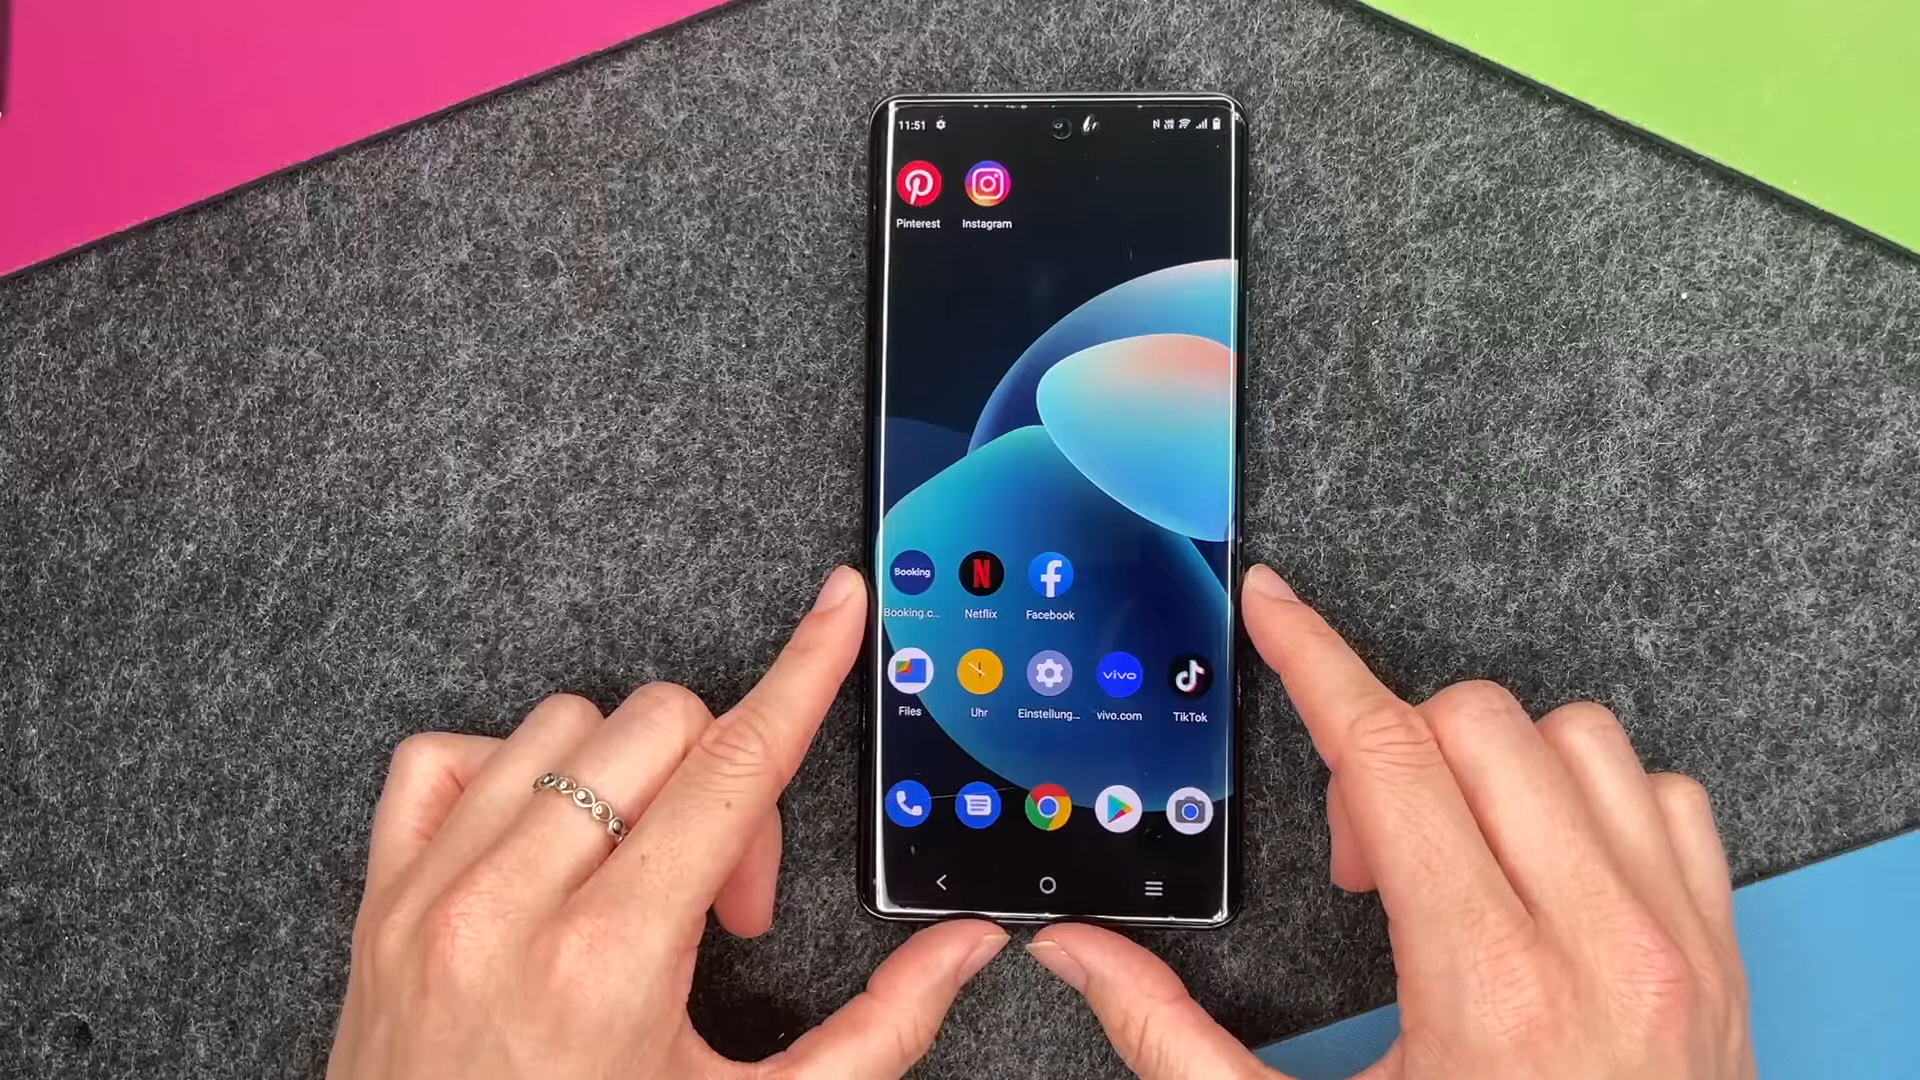 11:51
Pinterest Instagram
Booking
Booking.c... Netflix Facebook
vivo
Files Uhr Einstellung... vivo.com TikTok